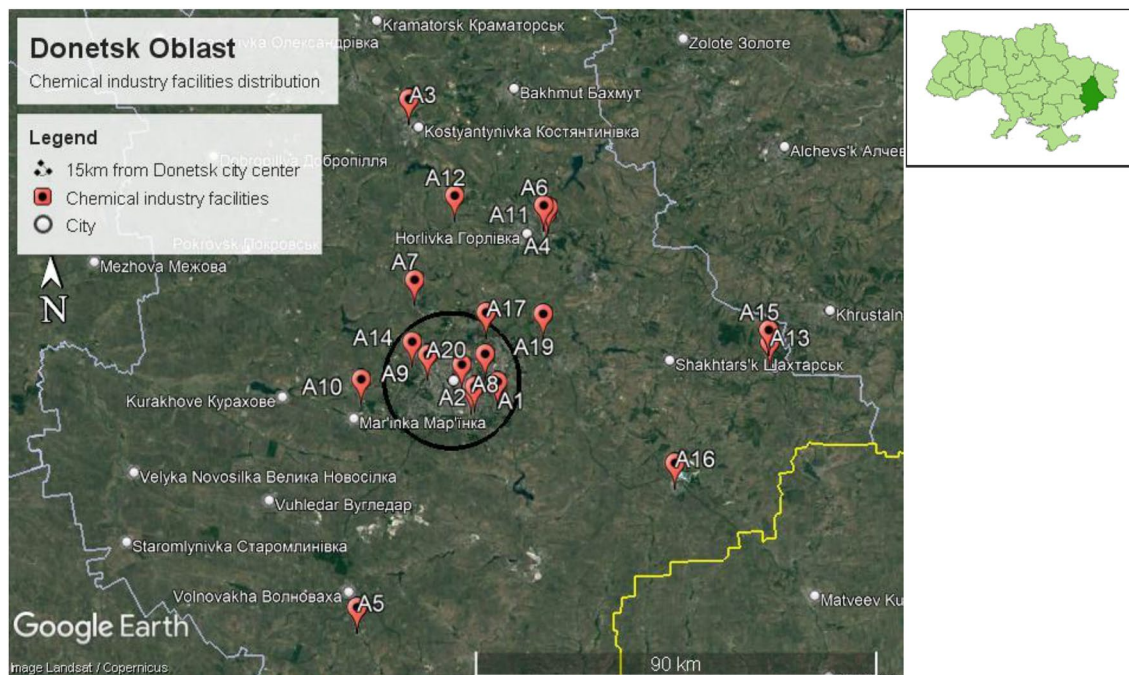 Donetsk Oblast
Chemical industry facilities distribution
Legend
15km from Donetsk city center
Chemical industry facilities
City
Kramatorsk Краматорськ
Олександрівка
Zolote Золоте
A3
Bakhmut Бахмут
Kostyantynivka Костянтинівка
Alchevs'k Алчев
Dobropillya Добропілля
A12
A6
A11
Horlivka Горлівка
A4
Pokrovsk Покровськ
Mezhova Межова
N
A7
A17
A15
Khrustaln
A14
A20
A19
A13
Shakhtars'k Шахтарськ
A10
A9
A2
A8
A1
Kurakhove Курахове
Mar'inka Мар'їнка
A16
Velyka Novosilka Велика Новосілка
Vuhledar Вугледар
Staromlynivka Старомлинівка
Volnovakha Волноваха
A5
Matveev Ku
Google Earth
Image Landsat / Copernicus
90 km